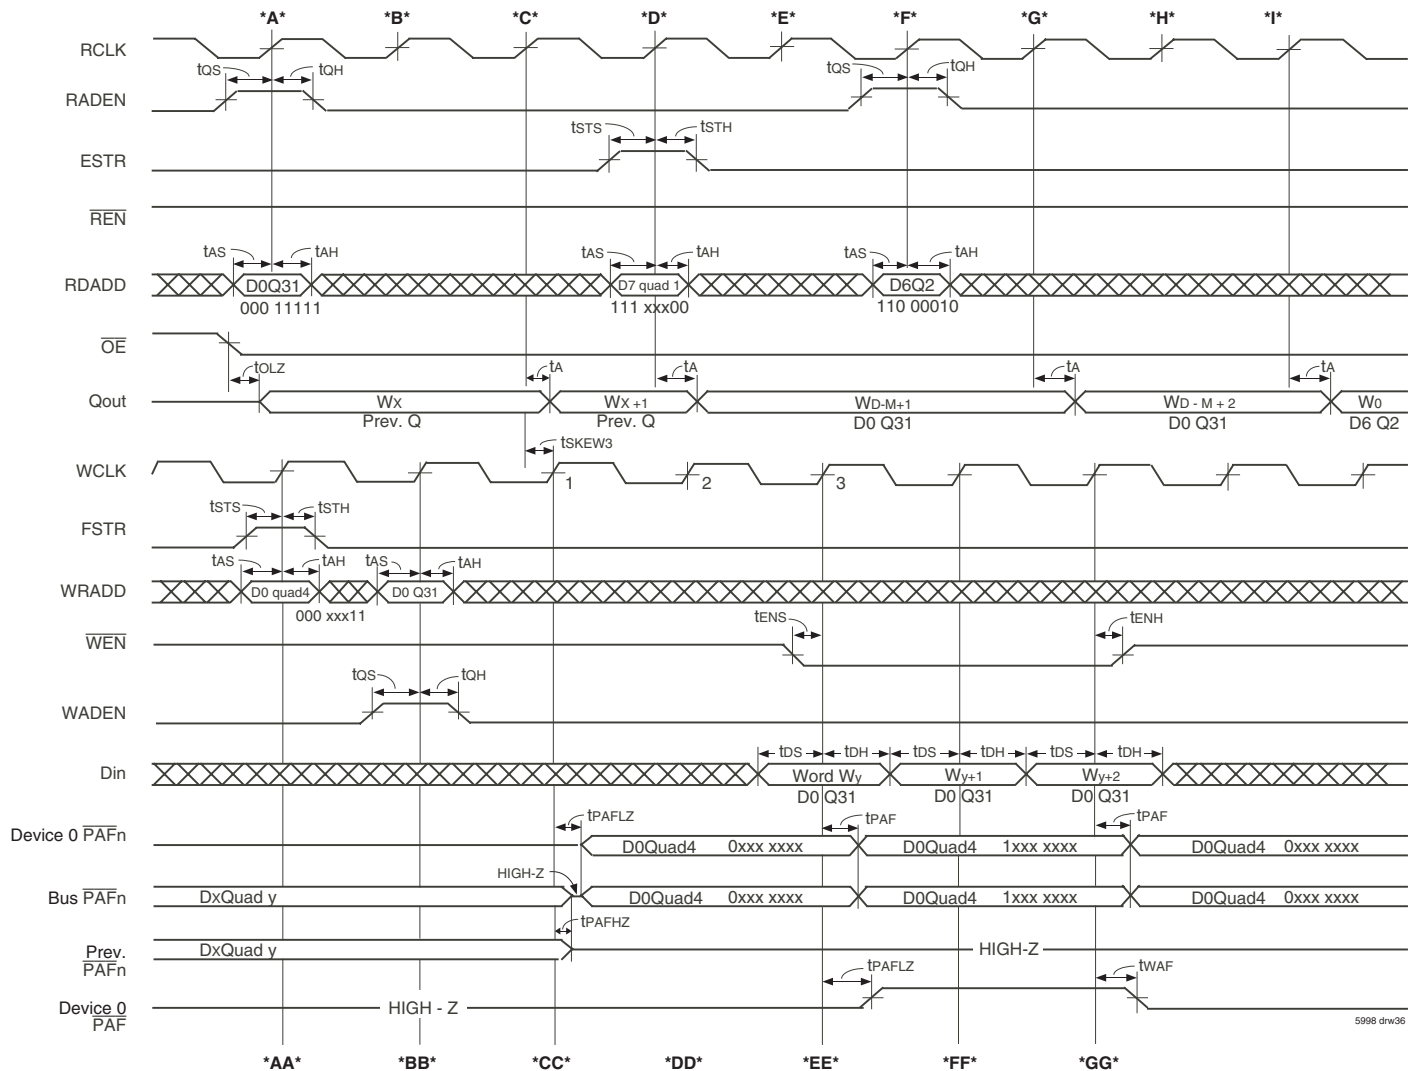 *A* *B* *C* *D* *E* *F* *G* *H* *I*
RCLK
tQS tQH tQS tQH
RADEN
tSTS tSTH
ESTR
REN
tAS tAH tAS tAH tAS tAH
RDADD D0Q31 D7 quad 1 D6Q2
000 11111 111 xxx00 110 00010
OE
tOLZ tA tA tA tA
Qout WX WX +1 WD-M+1 WD - M + 2 W0
Prev. Q Prev. Q D0 Q31 D0 Q31 D6 Q2
tSKEW3
WCLK 1 2 3
tSTS tSTH
FSTR
tAS tAH tAS tAH
WRADD D0 quad4 D0 Q31
000 xxx11
tENS tENH
WEN
tQS tQH
WADEN
tDS tDH tDS tDH tDS tDH
Din Word Wy Wy+1 Wy+2
D0 Q31 D0 Q31 D0 Q31
tPAFLZ tPAF tPAF
Device 0 PAFn D0Quad4 0xxx xxxx D0Quad4 1xxx xxxx D0Quad4 0xxx xxxx
HIGH-Z
Bus PAFn DxQuad y D0Quad4 0xxx xxxx D0Quad4 1xxx xxxx D0Quad4 0xxx xxxx
tPAFHZ
Prev. DxQuad y HIGH-Z
PAFn
tPAFLZ tWAF
Device 0 HIGH - Z
PAF
5998 drw36
*AA* *BB* *CC* *DD* *EE* *FF* *GG*